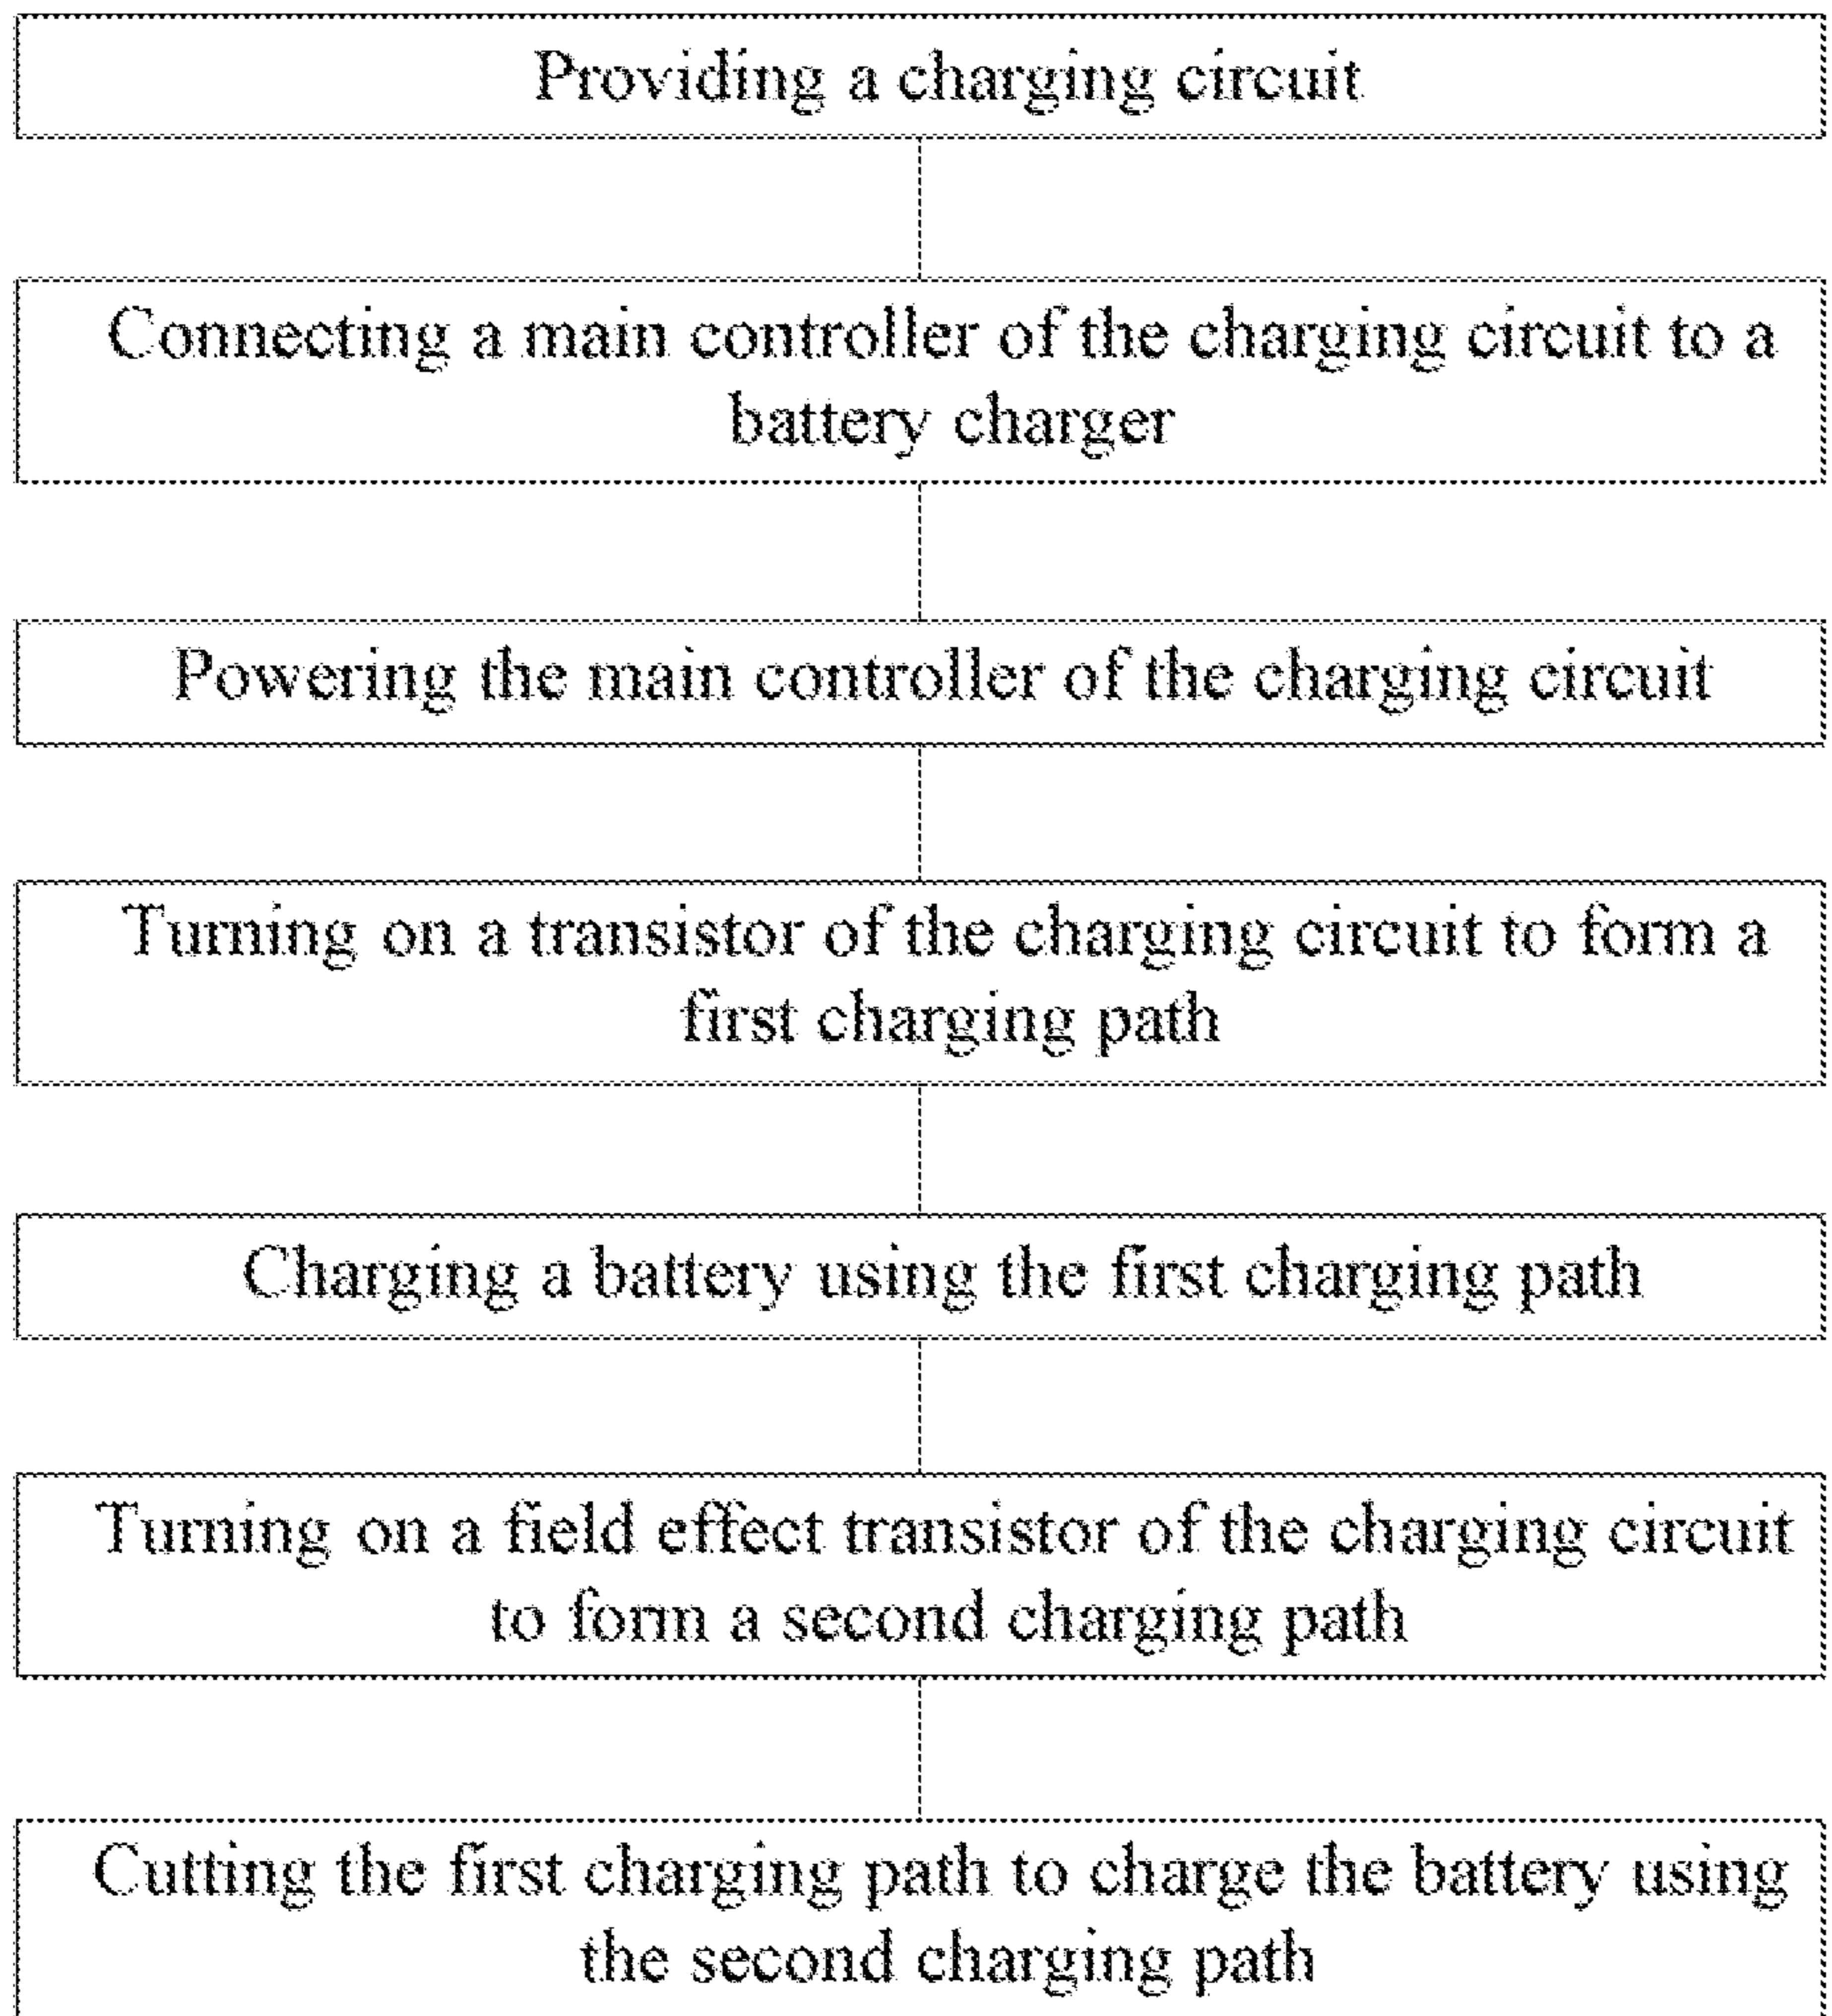 Providing a charging circuit
Connecting a main controller of the charging circuit to a
battery charger
Powering the main controller of the charging circuit
Turning on a transistor of the charging circuit to form a
first charging path
Charging a battery using the first charging path
Turning on a field effect transistor of the charging circuit
to form a second charging path
Cutting the first charging path to charge the battery using
the second charging path